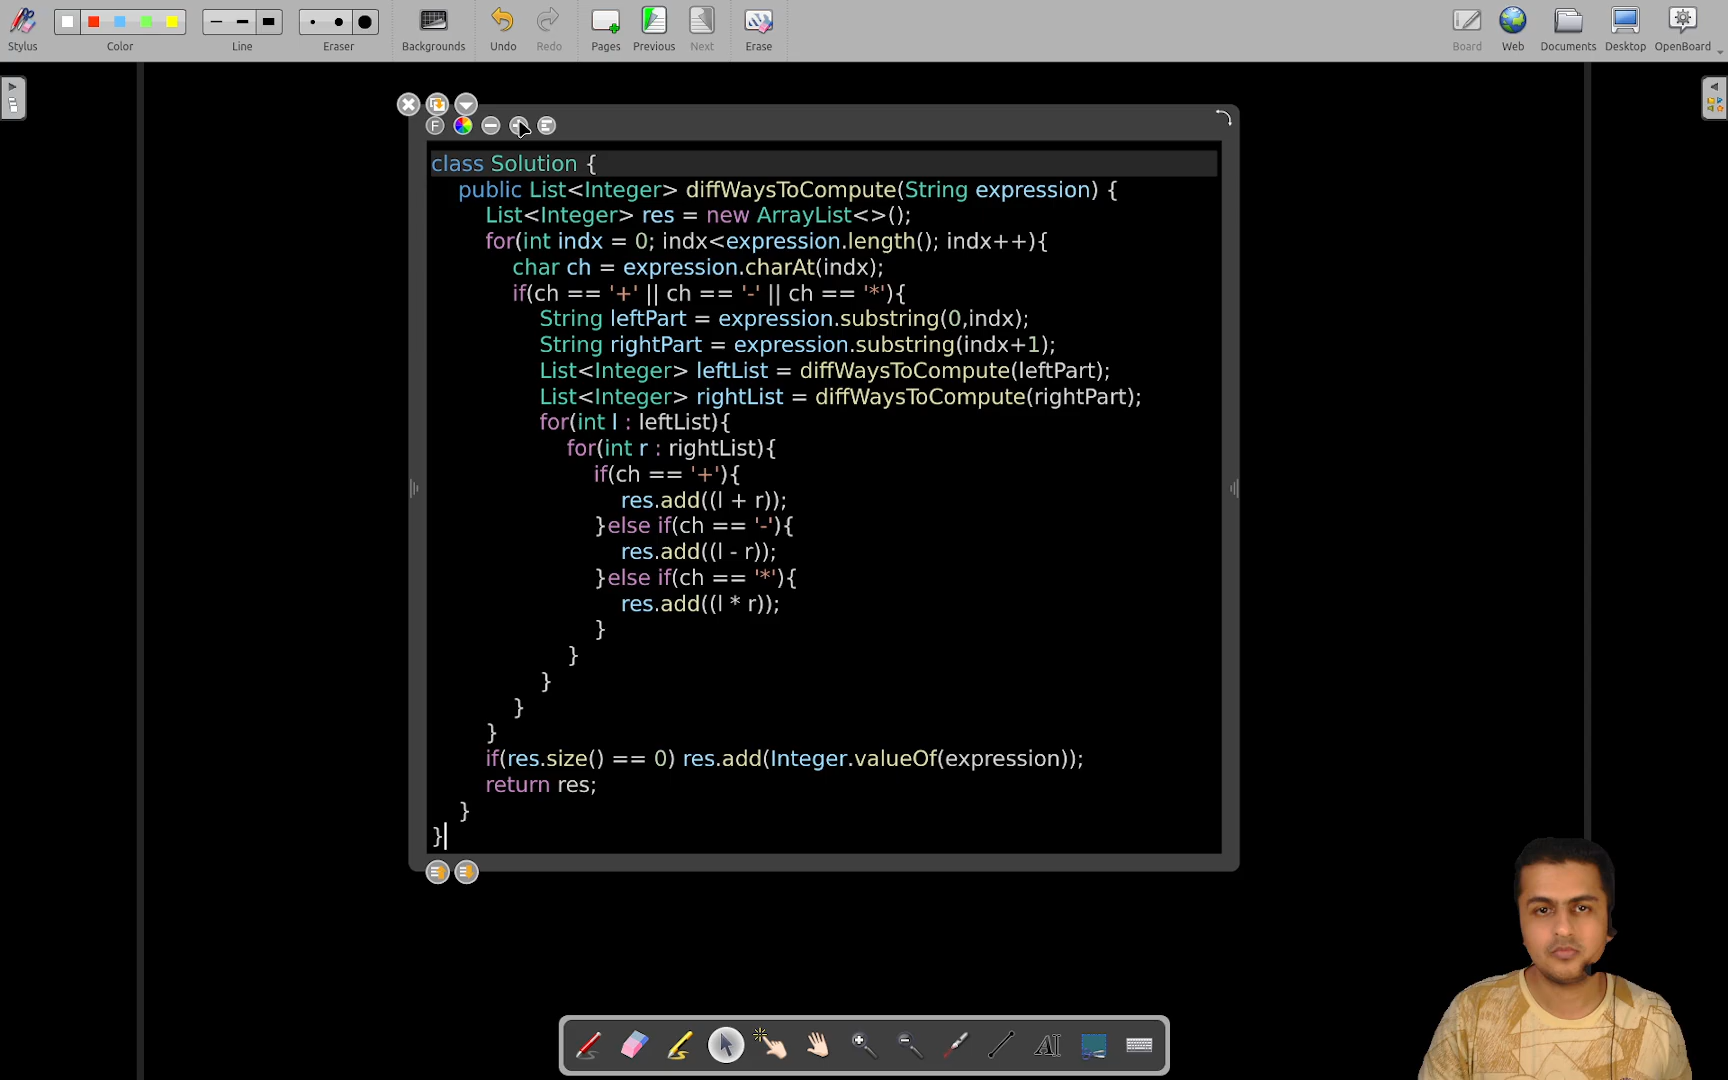 Stylus
Color
Line
Eraser
Backgrounds
Undo
Redo
Pages
Previous
Next
Erase
Board
Web
Documents
Desktop
OpenBoard
F
class Solution {
public List<Integer> diffWaysToCompute(String expression) {
List<Integer> res = new ArrayList<>();
for(int indx = 0; indx<expression.length(); indx++){
char ch = expression.charAt(indx);
if(ch == '+' || ch == '-' || ch == '*'){
String leftPart = expression.substring(0,indx);
String rightPart = expression.substring(indx+1);
List<Integer> leftList = diffWaysToCompute(leftPart);
List<Integer> rightList = diffWaysToCompute(rightPart);
for(int l : leftList){
for(int r : rightList){
if(ch == '+'){
res.add((l + r));
}else if(ch == '-'){
res.add((l - r));
}else if(ch == '*'){
res.add((l * r));
}
}
}
}
}
if(res.size() == 0) res.add(Integer.valueOf(expression));
return res;
}
}
AI